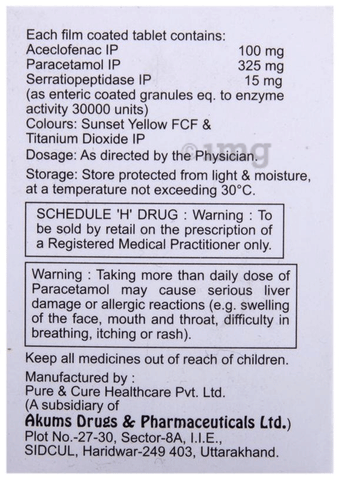 Each film coated tablet contains:
Aceclofenac IP 100 mg
Paracetamol IP 325 mg
Serratiopeptidase IP 15 mg
(as enteric coated granules eq. to enzyme
activity 30000 units)
Colours: Sunset Yellow FCF &
Titanium Dioxide IP
Dosage: As directed by the Physician.
Storage: Store protected from light & moisture,
at a temperature not exceeding 30°C.
SCHEDULE 'H' DRUG : Warning : To
be sold by retail on the prescription of
a Registered Medical Practitioner only.
Warning : Taking more than daily dose of
Paracetamol may cause serious liver
damage or allergic reactions (e.g. swelling
of the face, mouth and throat, difficulty in
breathing, itching or rash).
Keep all medicines out of reach of children.
Manufactured by :
Pure & Cure Healthcare Pvt. Ltd.
(A subsidiary of
Akums Drugs & Pharmaceuticals Ltd.)
Plot No.-27-30, Sector-8A, I.I.E.,
SIDCUL, Haridwar-249 403, Uttarakhand.